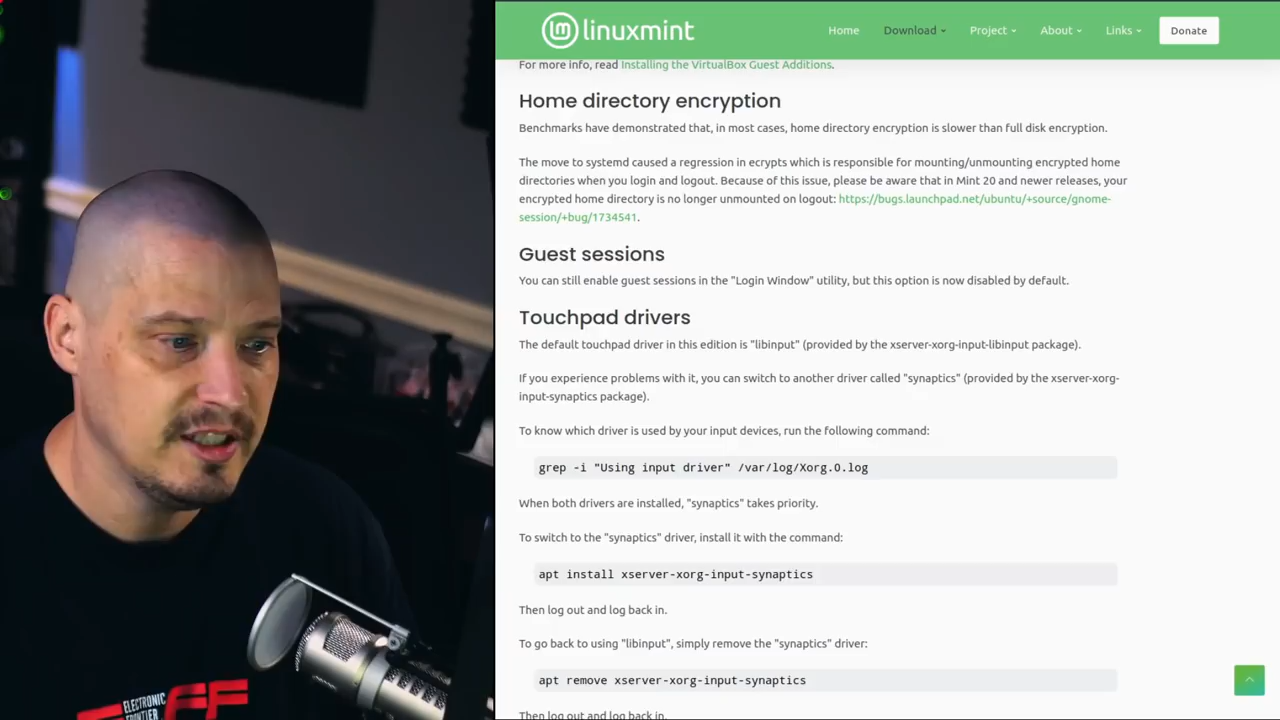 linuxmint
Home
Download
Project
About
Links
Donate
For more info, read Installing the VirtualBox Guest Additions.
Home directory encryption
Benchmarks have demonstrated that, in most cases, home directory encryption is slower than full disk encryption.
The move to systemd caused a regression in ecrypts which is responsible for mounting/unmounting encrypted home
directories when you login and logout. Because of this issue, please be aware that in Mint 20 and newer releases, your
encrypted home directory is no longer unmounted on logout: https://bugs.launchpad.net/ubuntu/+source/gnome-
session/+bug/1734541.
Guest sessions
You can still enable guest sessions in the "Login Window" utility, but this option is now disabled by default.
Touchpad drivers
The default touchpad driver in this edition is "libinput" (provided by the xserver-xorg-input-libinput package).
If you experience problems with it, you can switch to another driver called "synaptics" (provided by the xserver-xorg-
input-synaptics package).
To know which driver is used by your input devices, run the following command:
grep -i "Using input driver" /var/log/Xorg.0.log
When both drivers are installed, "synaptics" takes priority.
To switch to the "synaptics" driver, install it with the command:
apt install xserver-xorg-input-synaptics
Then log out and log back in.
To go back to using "libinput", simply remove the "synaptics" driver:
apt remove xserver-xorg-input-synaptics
Then log out and log back in.
ELECTRONIC
FRONTIER